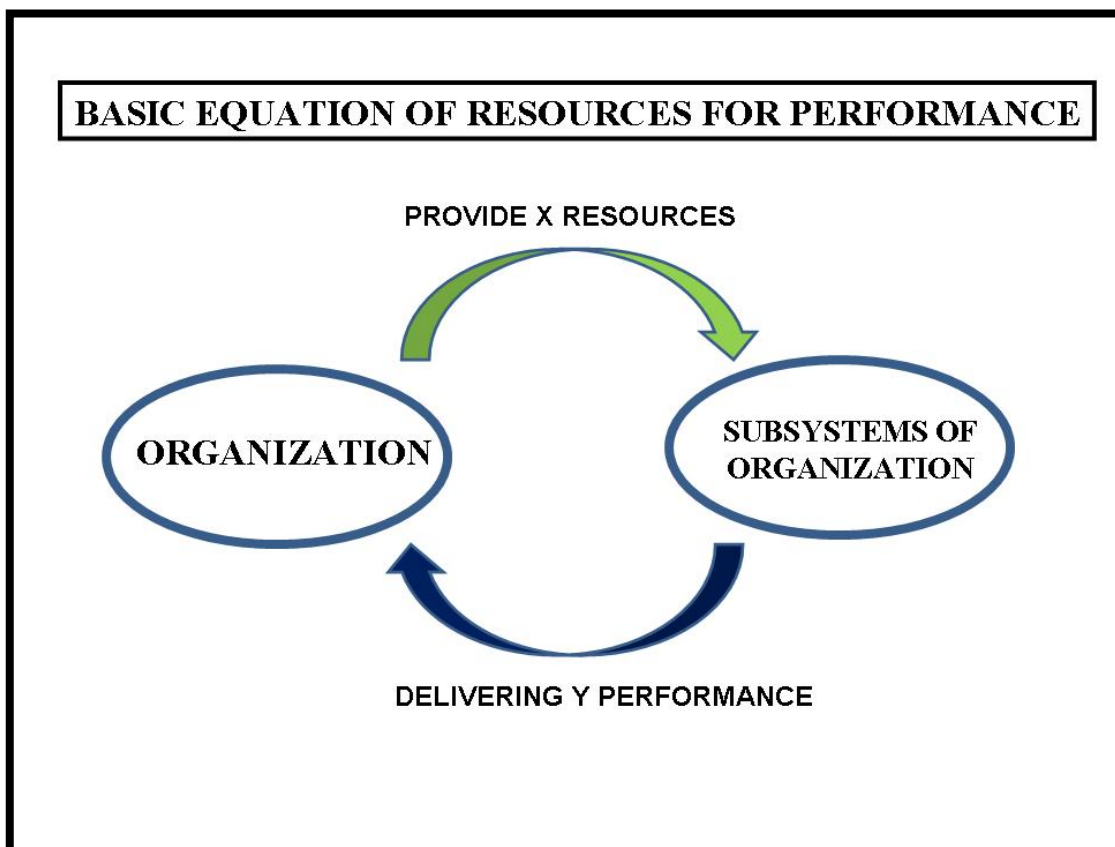 BASIC EQUATION OF RESOURCES FOR PERFORMANCE
PROVIDE X RESOURCES
ORGANIZATION
SUBSYSTEMS OF
ORGANIZATION
DELIVERING Y PERFORMANCE